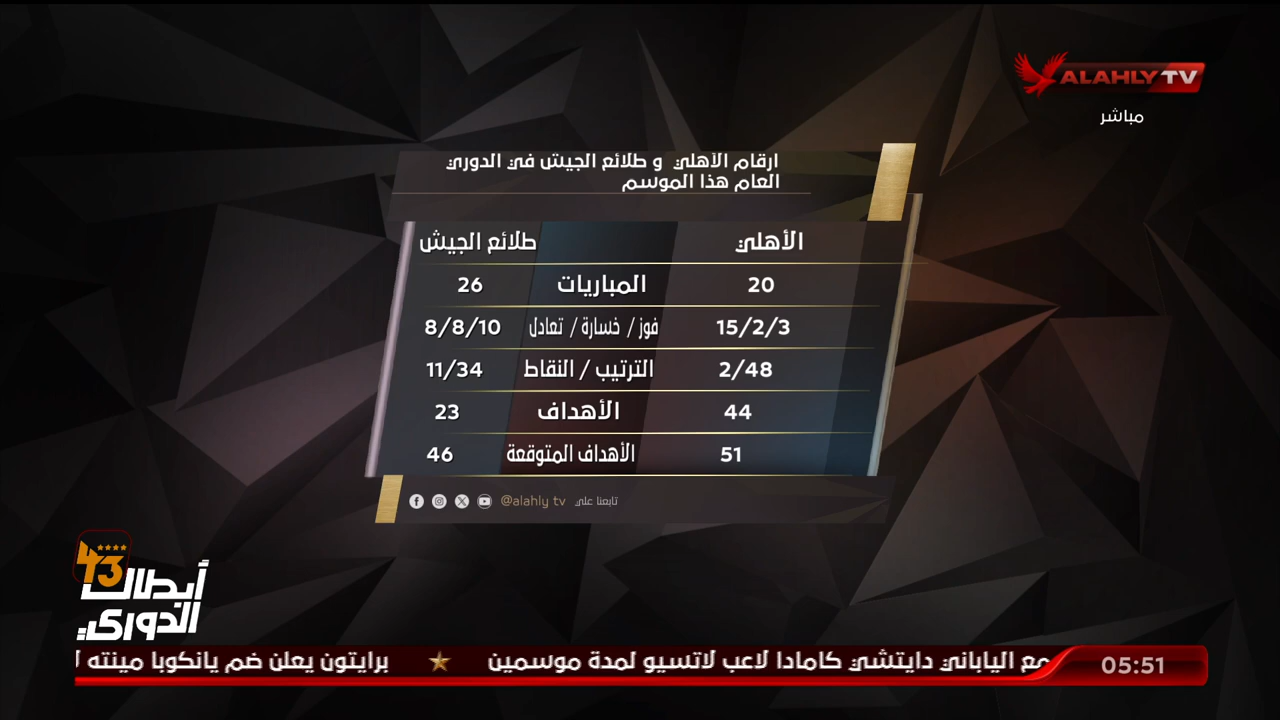 ALAHLY TV
مباشر
ارقام الأهلي و طلائع الجيش في الدوري
العام هذا الموسم
الأهلي طلائع الجيش
20 المباريات 26
15/2/3 فوز / خسارة / تعادل 8/8/10
2/48 الترتيب / النقاط 11/34
44 الأهداف 23
51 الأهداف المتوقعة 46
تابعنا علي @alahly tv
43
أبطال
الدوري
05:51 مع الياباني دايتشي كامادا لاعب لاتسيو لمدة موسمين برايتون يعلن ضم يانكوبا مينته